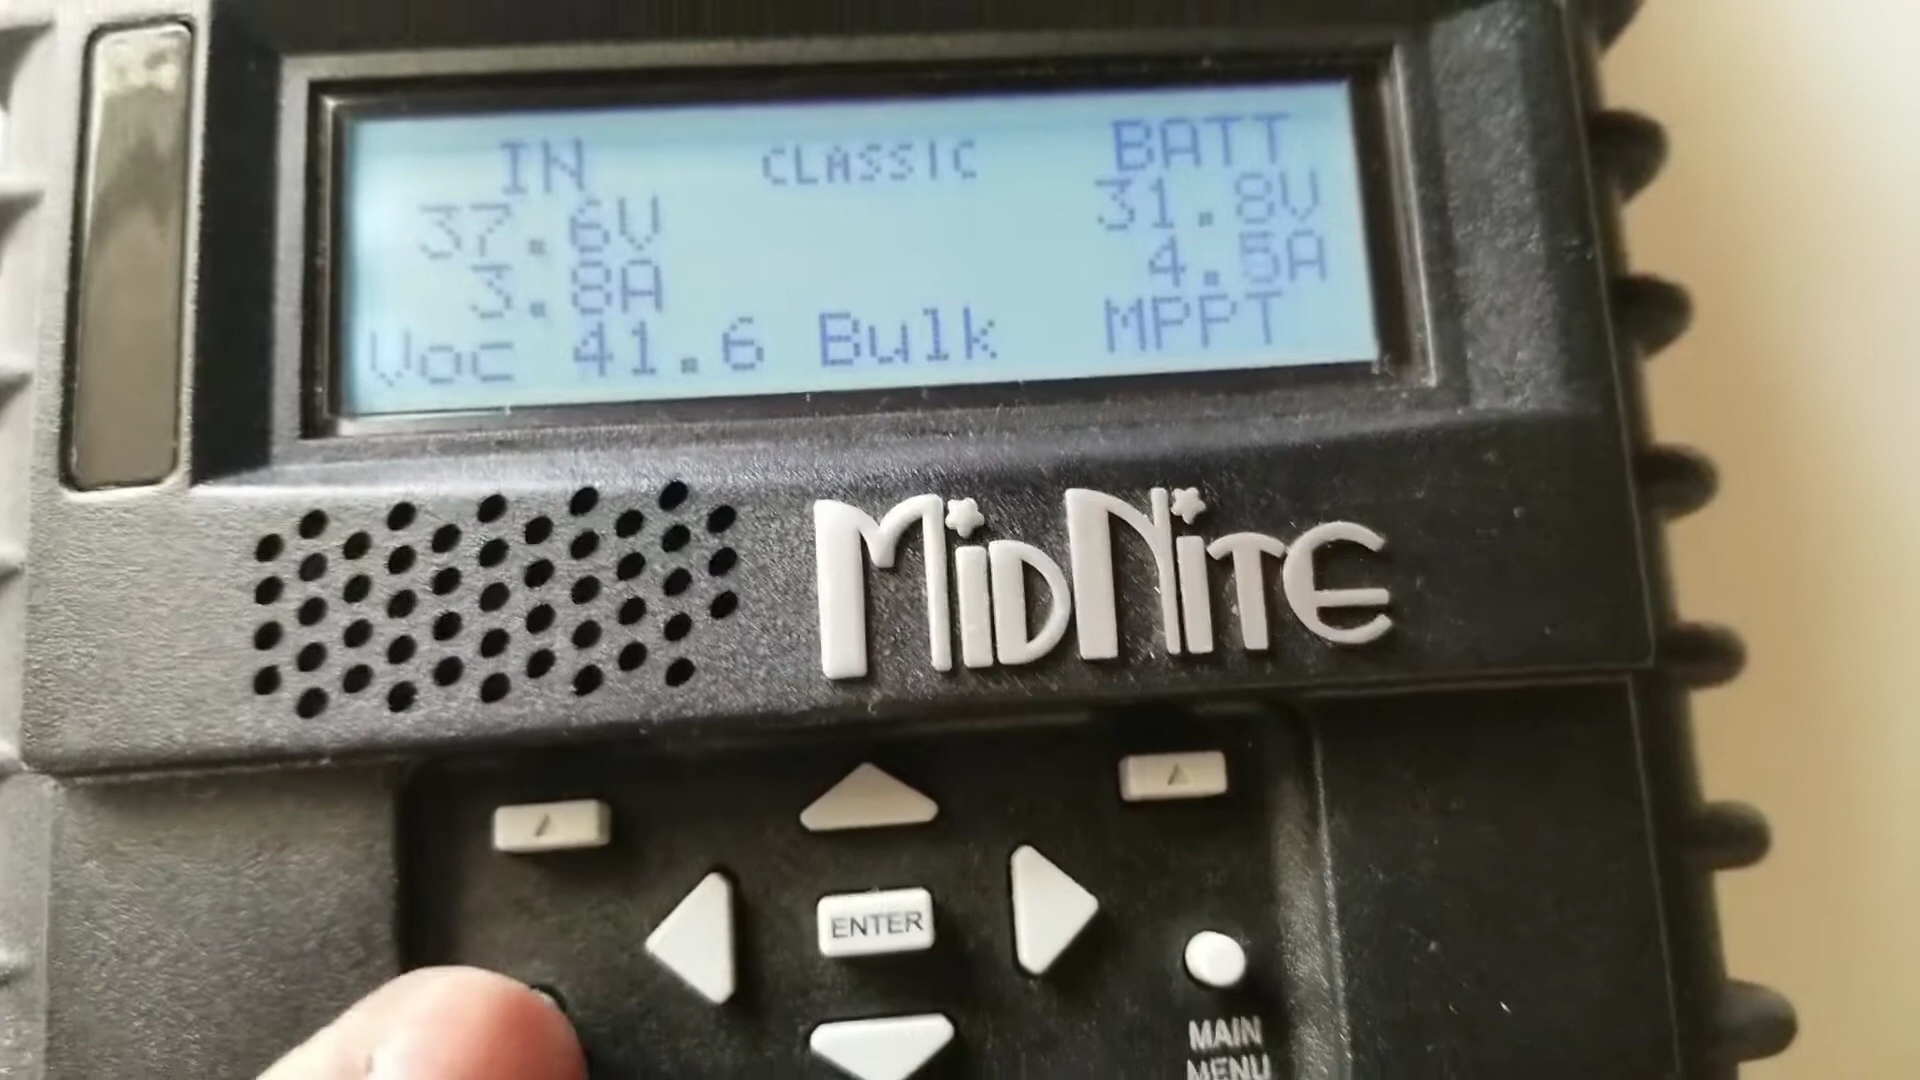 IN CLASSIC BATT
37.6V 31.8V
3.8A 4.5A
Voc 41.6 Bulk MPPT
MIDNITE
ENTER
MAIN
MENU